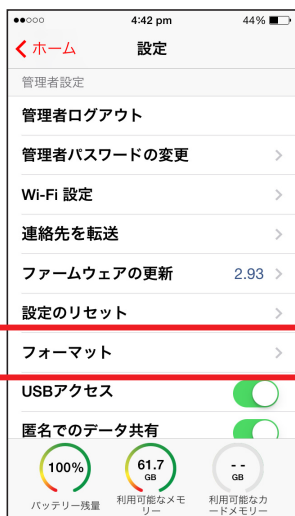 4:42 pm
44%
ホーム
設定
管理者設定
管理者ログアウト
管理者パスワードの変更
Wi-Fi 設定
連絡先を転送
ファームウェアの更新 2.93
設定のリセット
フォーマット
USBアクセス
匿名でのデータ共有
100%
61.7
GB
--
GB
バッテリー残量
利用可能なメモ
リー
利用可能なカ
ードメモリー